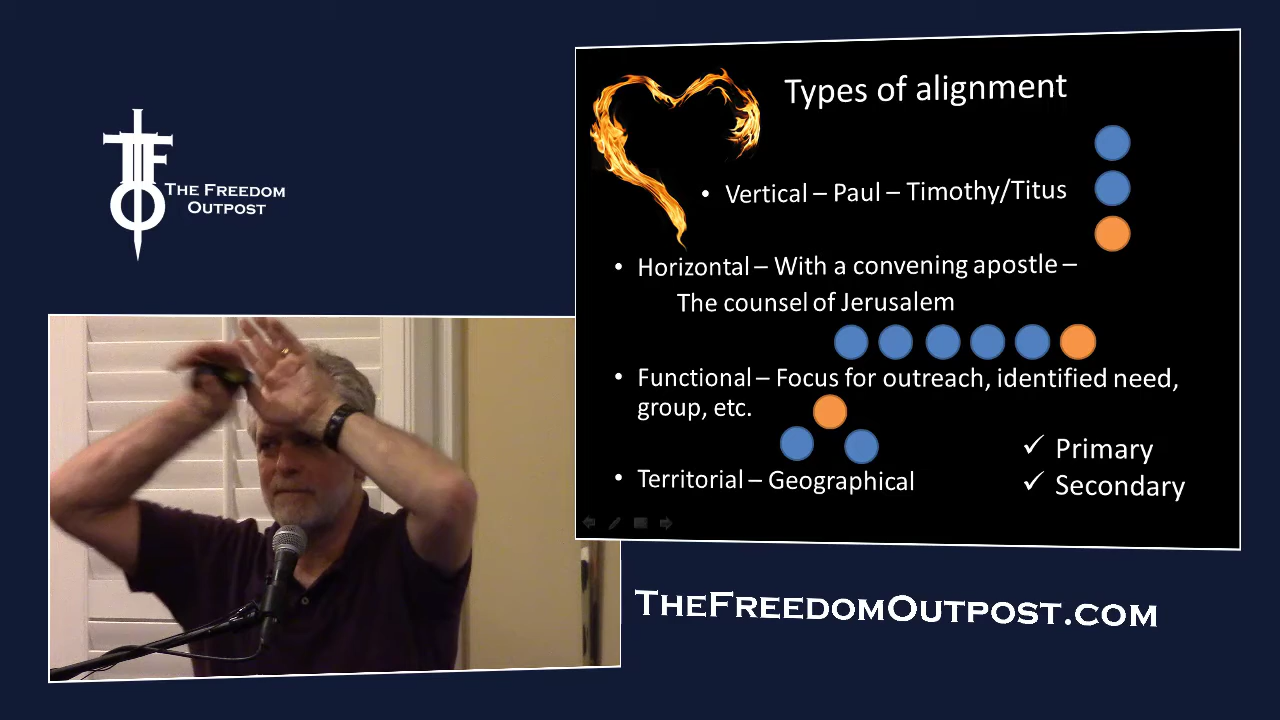 TFO
THE FREEDOM
OUTPOST
Types of alignment
• Vertical – Paul – Timothy/Titus
• Horizontal – With a convening apostle –
The counsel of Jerusalem
• Functional – Focus for outreach, identified need,
group, etc.
• Territorial – Geographical
✓ Primary
✓ Secondary
THEFREEDOMOUTPOST.COM